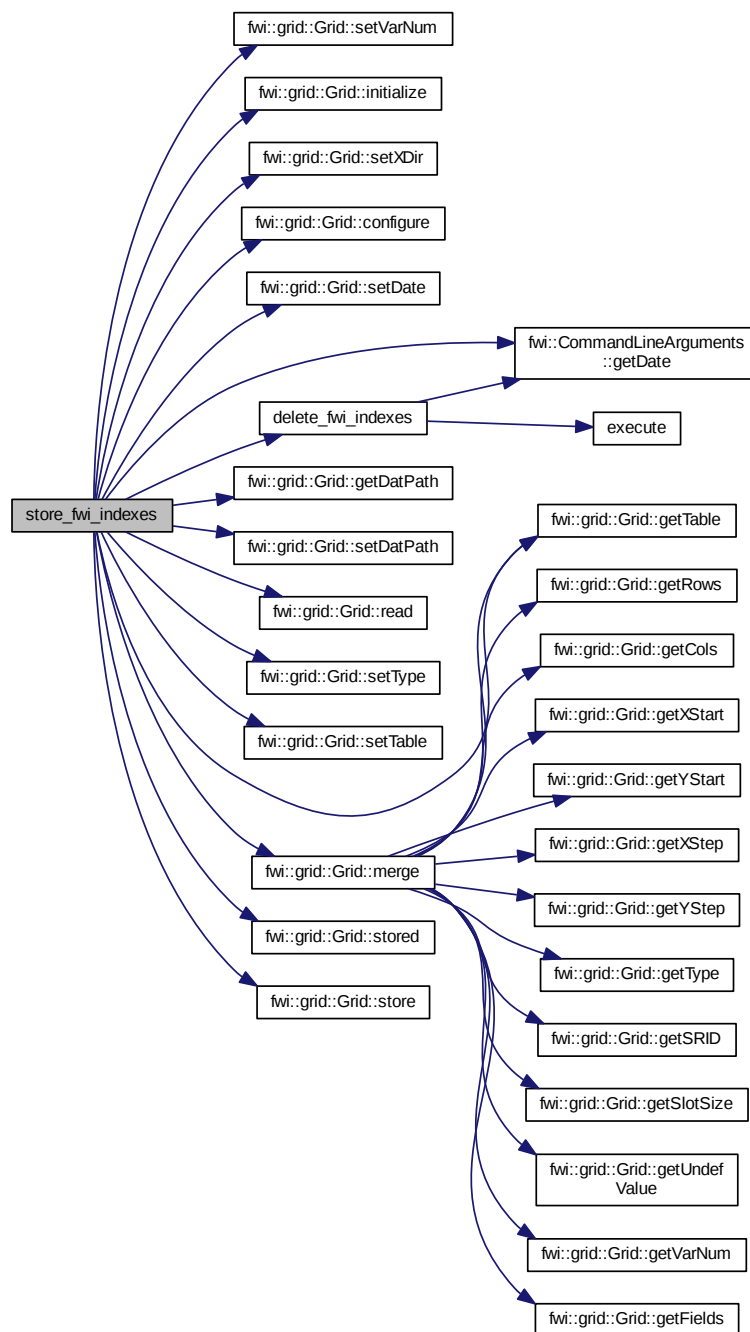 fwi::grid::Grid::setVarNum
fwi::grid::Grid::initialize
fwi::grid::Grid::setXDir
fwi::grid::Grid::configure
fwi::grid::Grid::setDate
fwi::CommandLineArguments
::getDate
delete_fwi_indexes
execute
fwi::grid::Grid::getDatPath
store_fwi_indexes
fwi::grid::Grid::getTable
fwi::grid::Grid::setDatPath
fwi::grid::Grid::getRows
fwi::grid::Grid::read
fwi::grid::Grid::getCols
fwi::grid::Grid::setType
fwi::grid::Grid::getXStart
fwi::grid::Grid::setTable
fwi::grid::Grid::getYStart
fwi::grid::Grid::getXStep
fwi::grid::Grid::merge
fwi::grid::Grid::getYStep
fwi::grid::Grid::stored
fwi::grid::Grid::getType
fwi::grid::Grid::store
fwi::grid::Grid::getSRID
fwi::grid::Grid::getSlotSize
fwi::grid::Grid::getUndef
Value
fwi::grid::Grid::getVarNum
fwi::grid::Grid::getFields